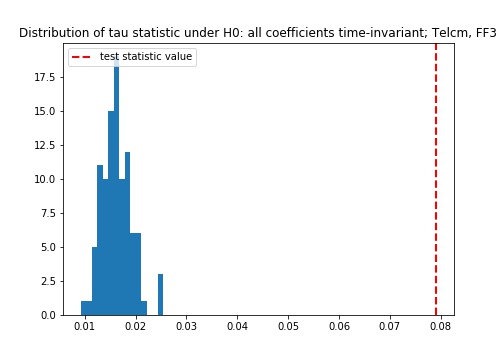 Distribution of tau statistic under H0: all coefficients time-invariant; Telcm, FF3
test statistic value
17.5
15.0
12.5
10.0
7.5
5.0
2.5
0.0
0.01 0.02 0.03 0.04 0.05 0.06 0.07 0.08